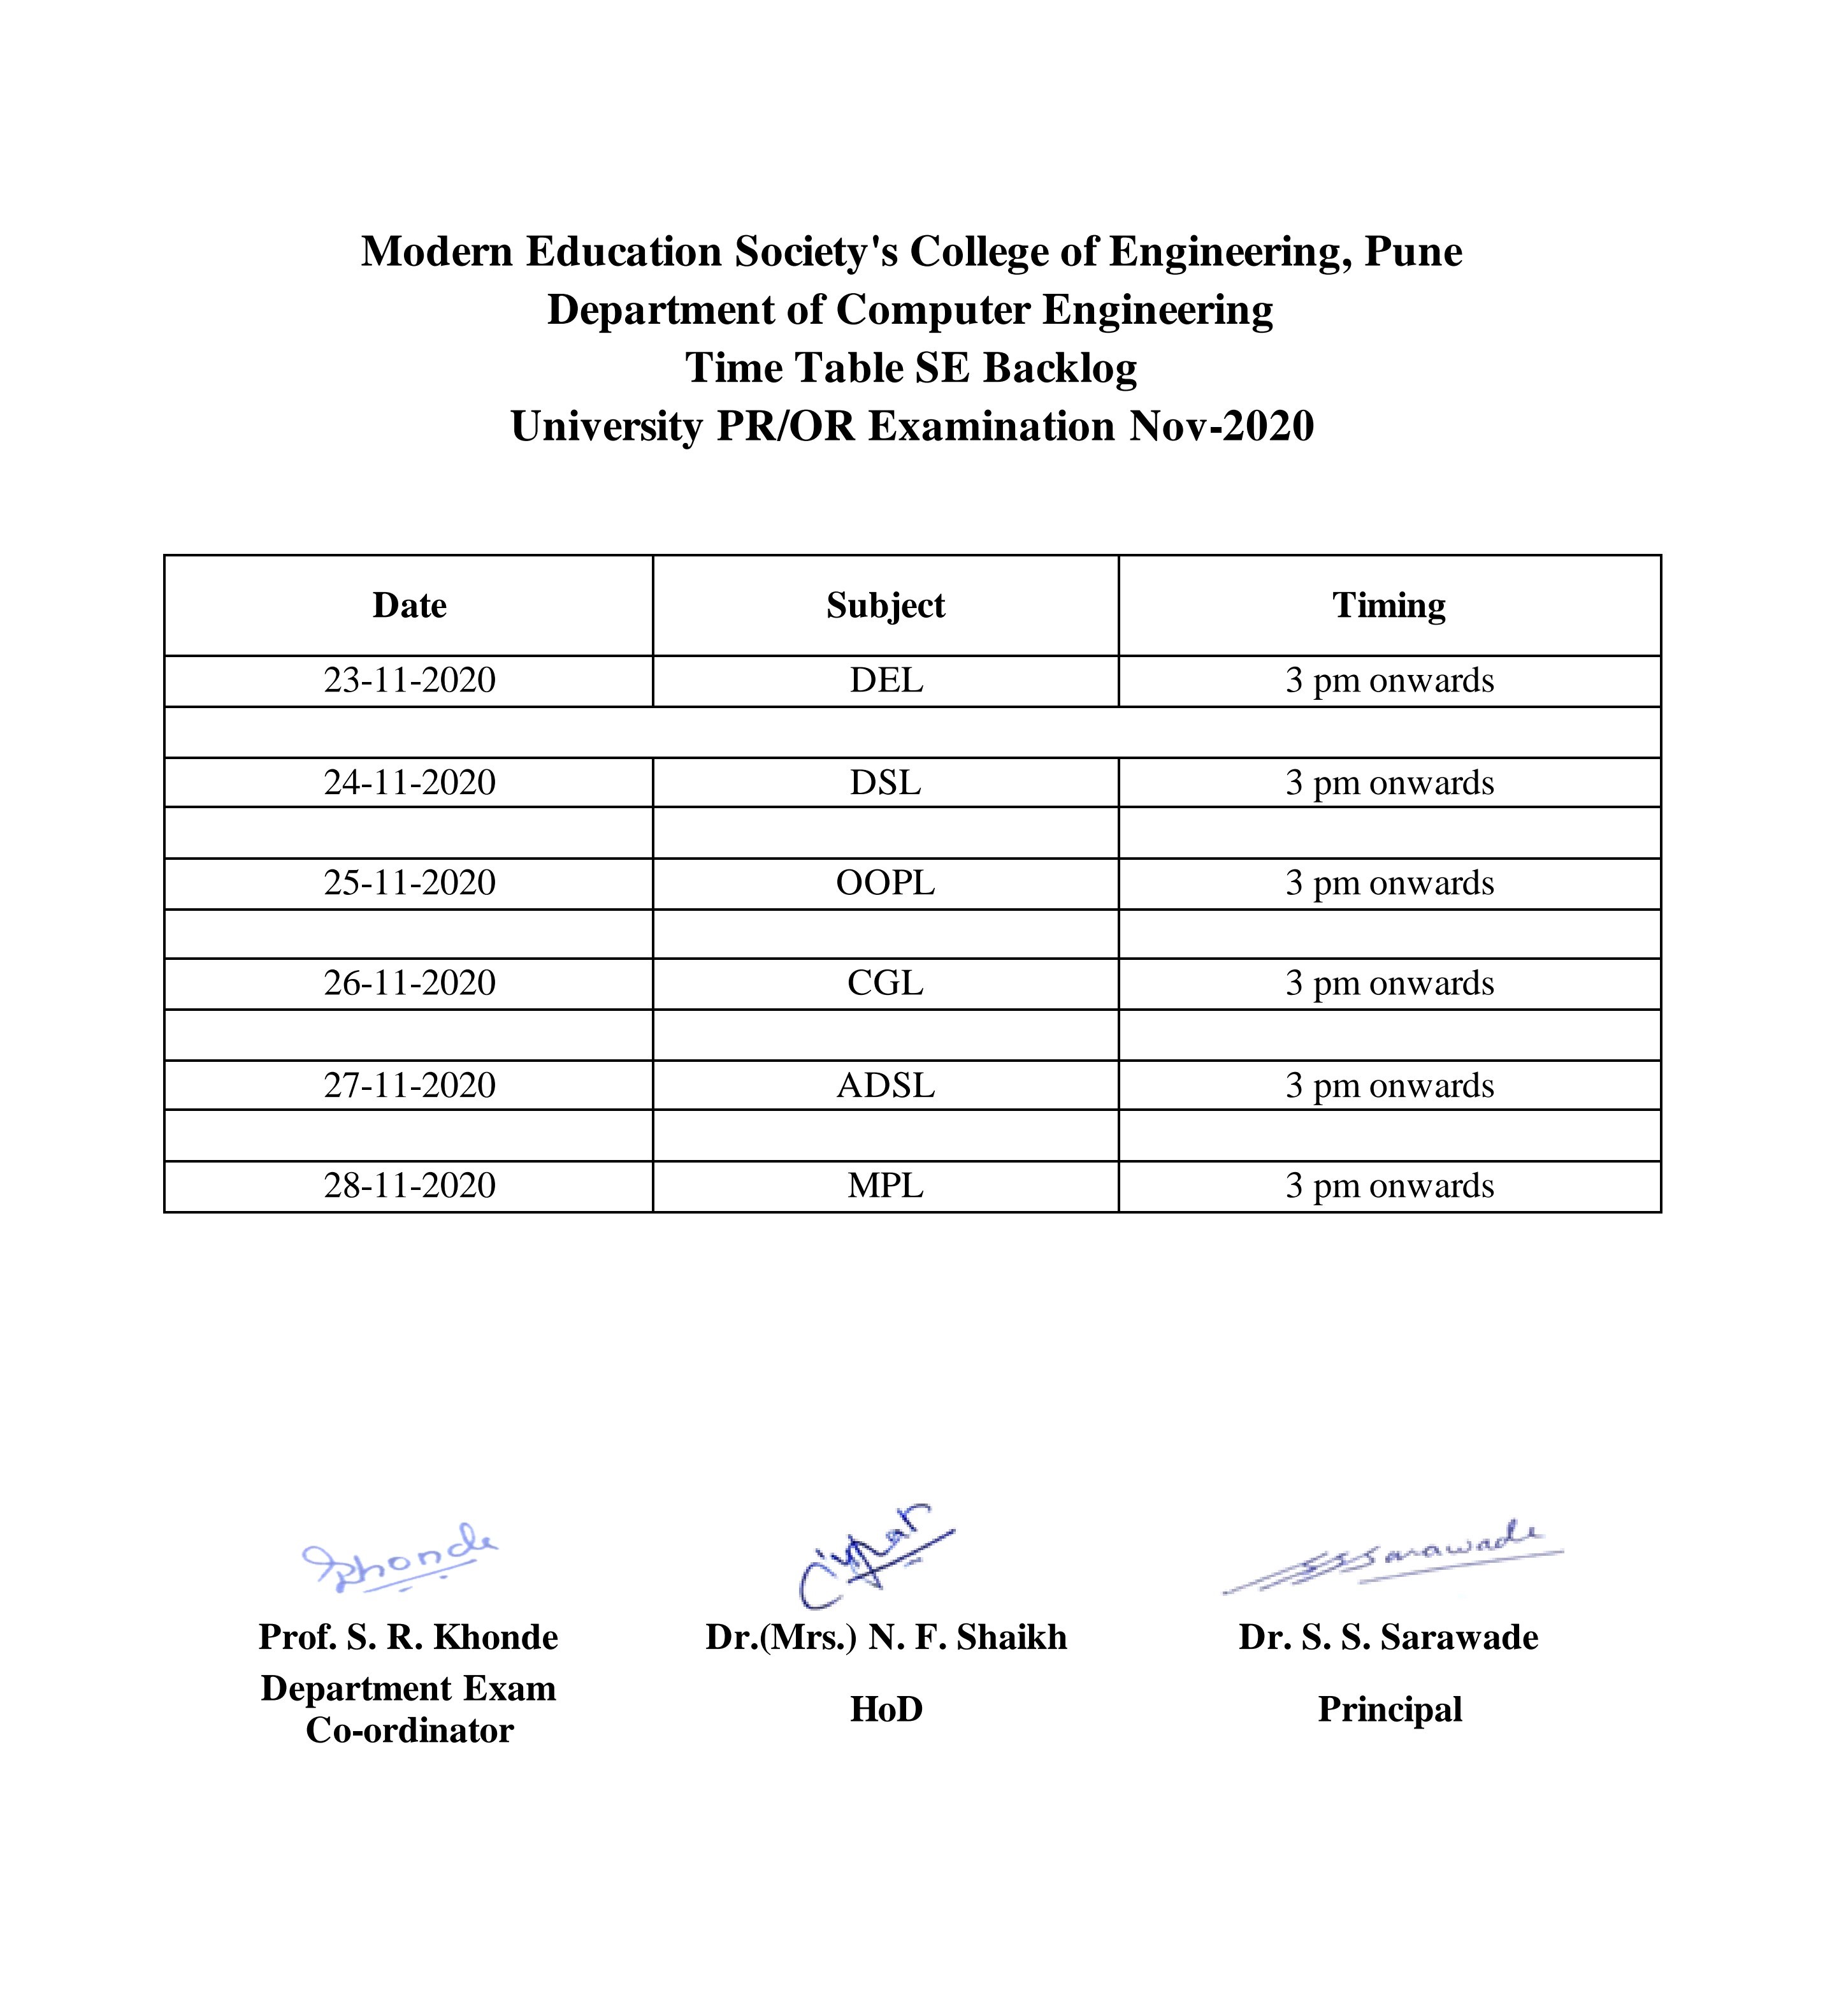 Modern Education Society's College of Engineering, Pune
Department of Computer Engineering
Time Table SE Backlog
University PR/OR Examination Nov-2020
Date Subject Timing
23-11-2020 DEL 3 pm onwards
24-11-2020 DSL 3 pm onwards
25-11-2020 OOPL 3 pm onwards
26-11-2020 CGL 3 pm onwards
27-11-2020 ADSL 3 pm onwards
28-11-2020 MPL 3 pm onwards
SSSarawade
Prof. S. R. Khonde Dr.(Mrs.) N. F. Shaikh Dr. S. S. Sarawade
Department Exam
Co-ordinator
HoD
Principal